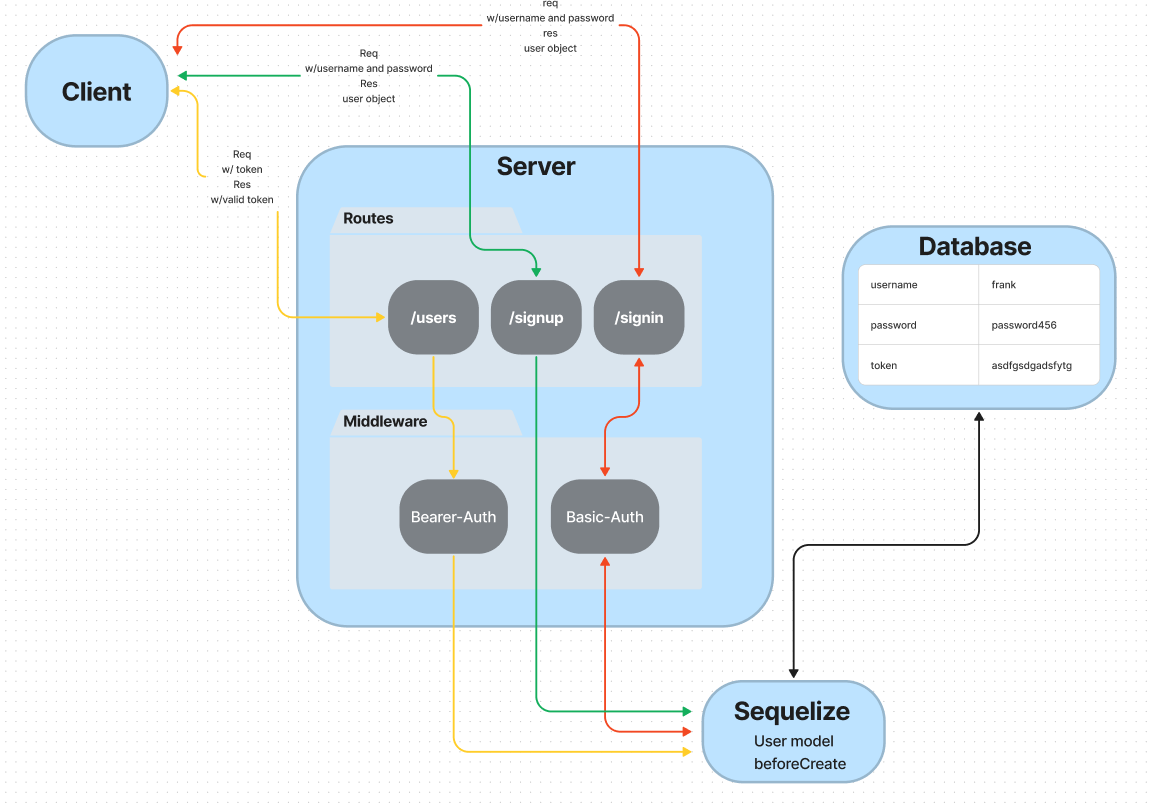 req
w/username and password
res
user object
Req
w/username and password
Res
user object
Client
Req
w/ token
Res
w/valid token
Server
Routes
/users
/signup
/signin
Middleware
Bearer-Auth
Basic-Auth
Database
username frank
password password456
token asdfgsdgadsfytg
Sequelize
User model
beforeCreate